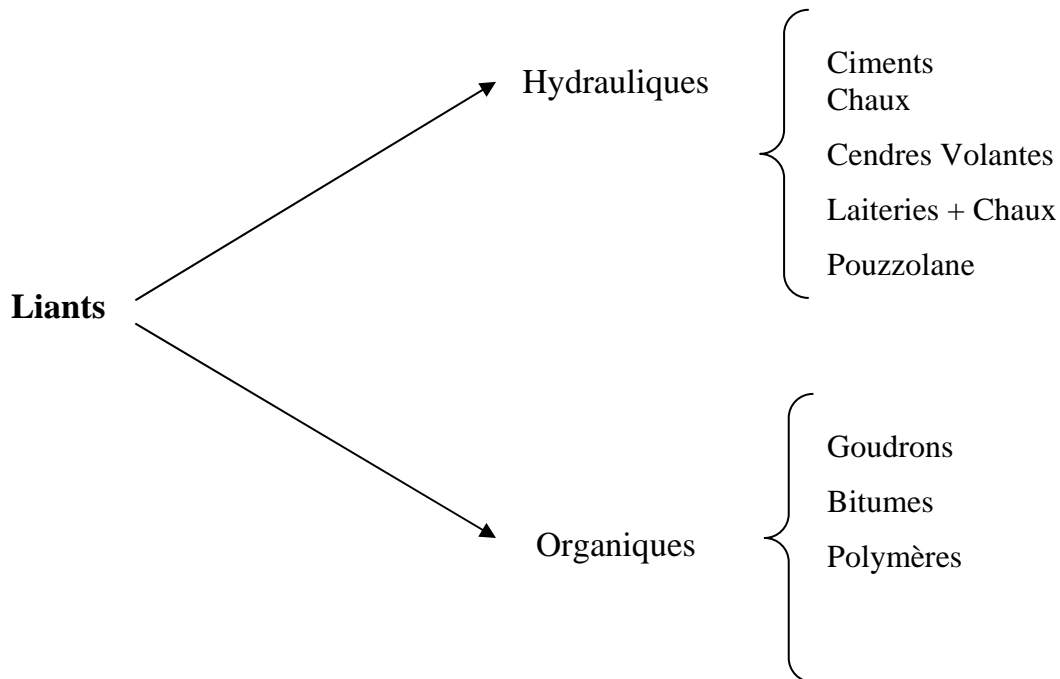 Liants
Hydrauliques
Ciments
Chaux
Cendres Volantes
Laiteries + Chaux
Pouzzolane
Organiques
Goudrons
Bitumes
Polymères